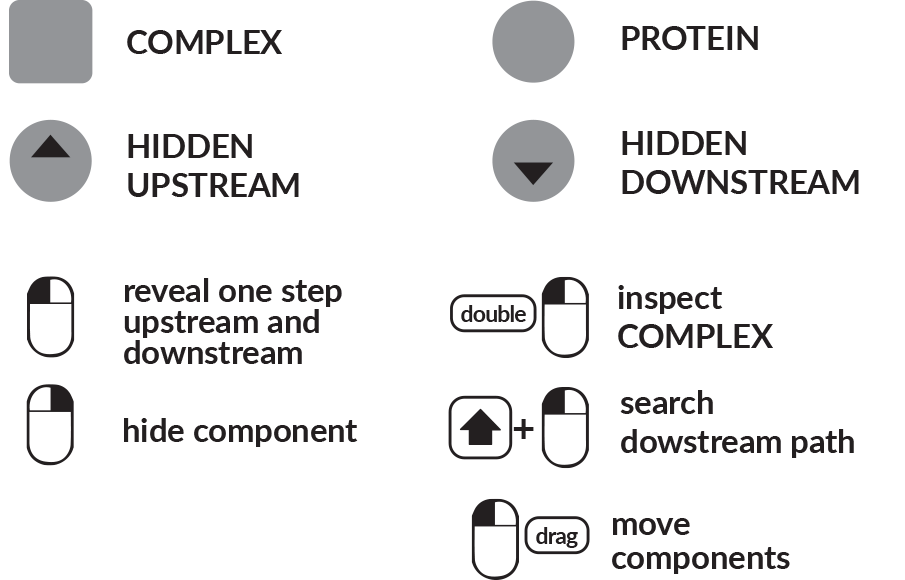 COMPLEX
PROTEIN
HIDDEN
UPSTREAM
HIDDEN
DOWNSTREAM
reveal one step
upstream and
downstream
double
inspect
COMPLEX
hide component
+
search
dowstream path
drag
move
components